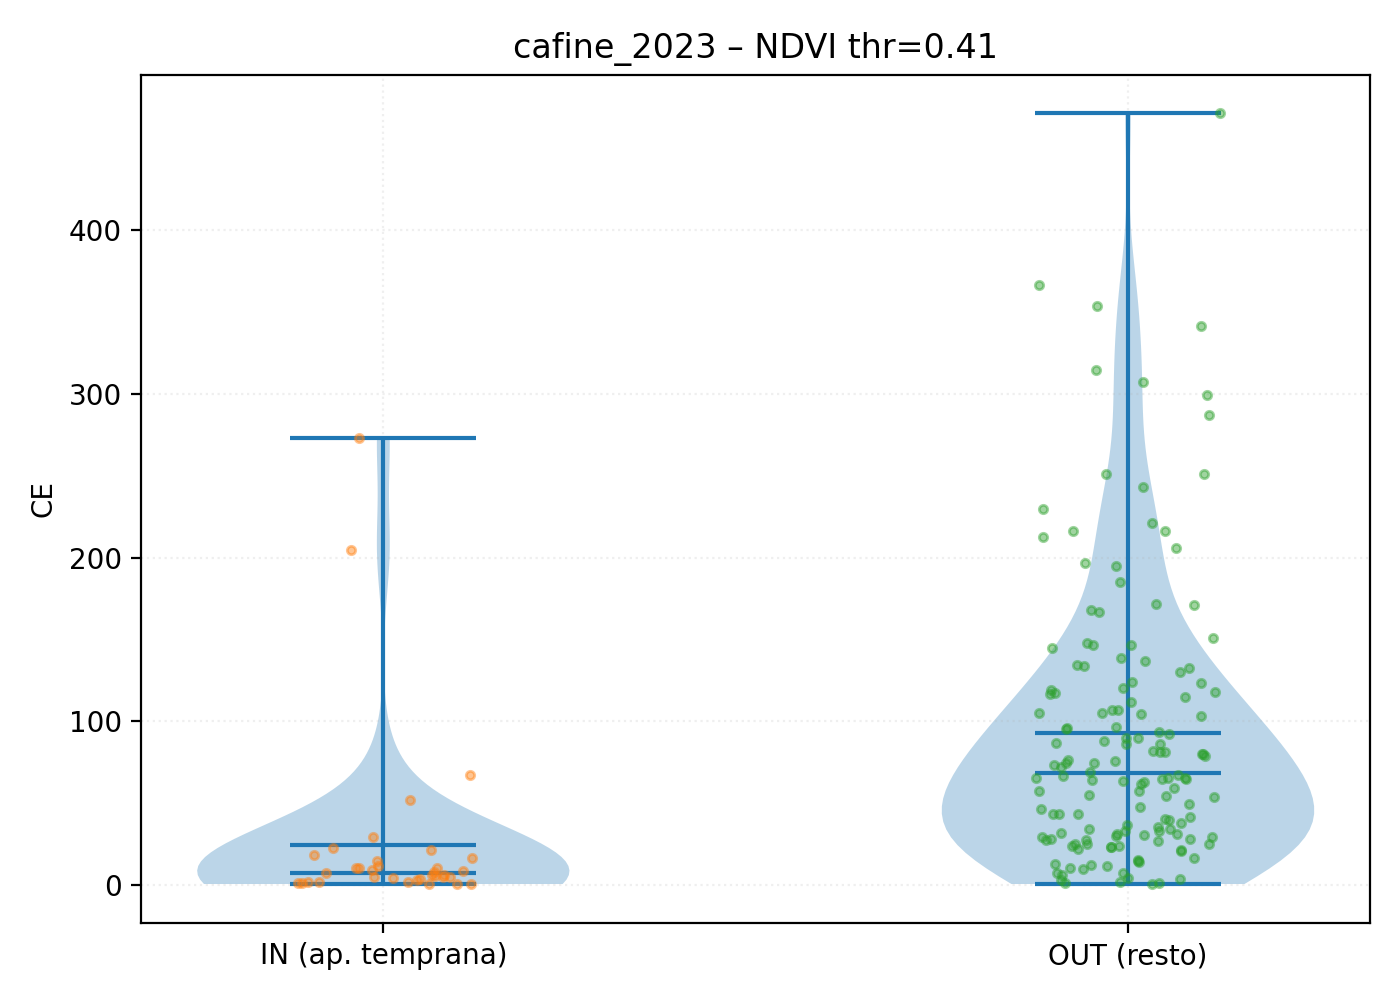 cafine_2023 – NDVI thr=0.41
CE
400
300
200
100
0
IN (ap. temprana)
OUT (resto)